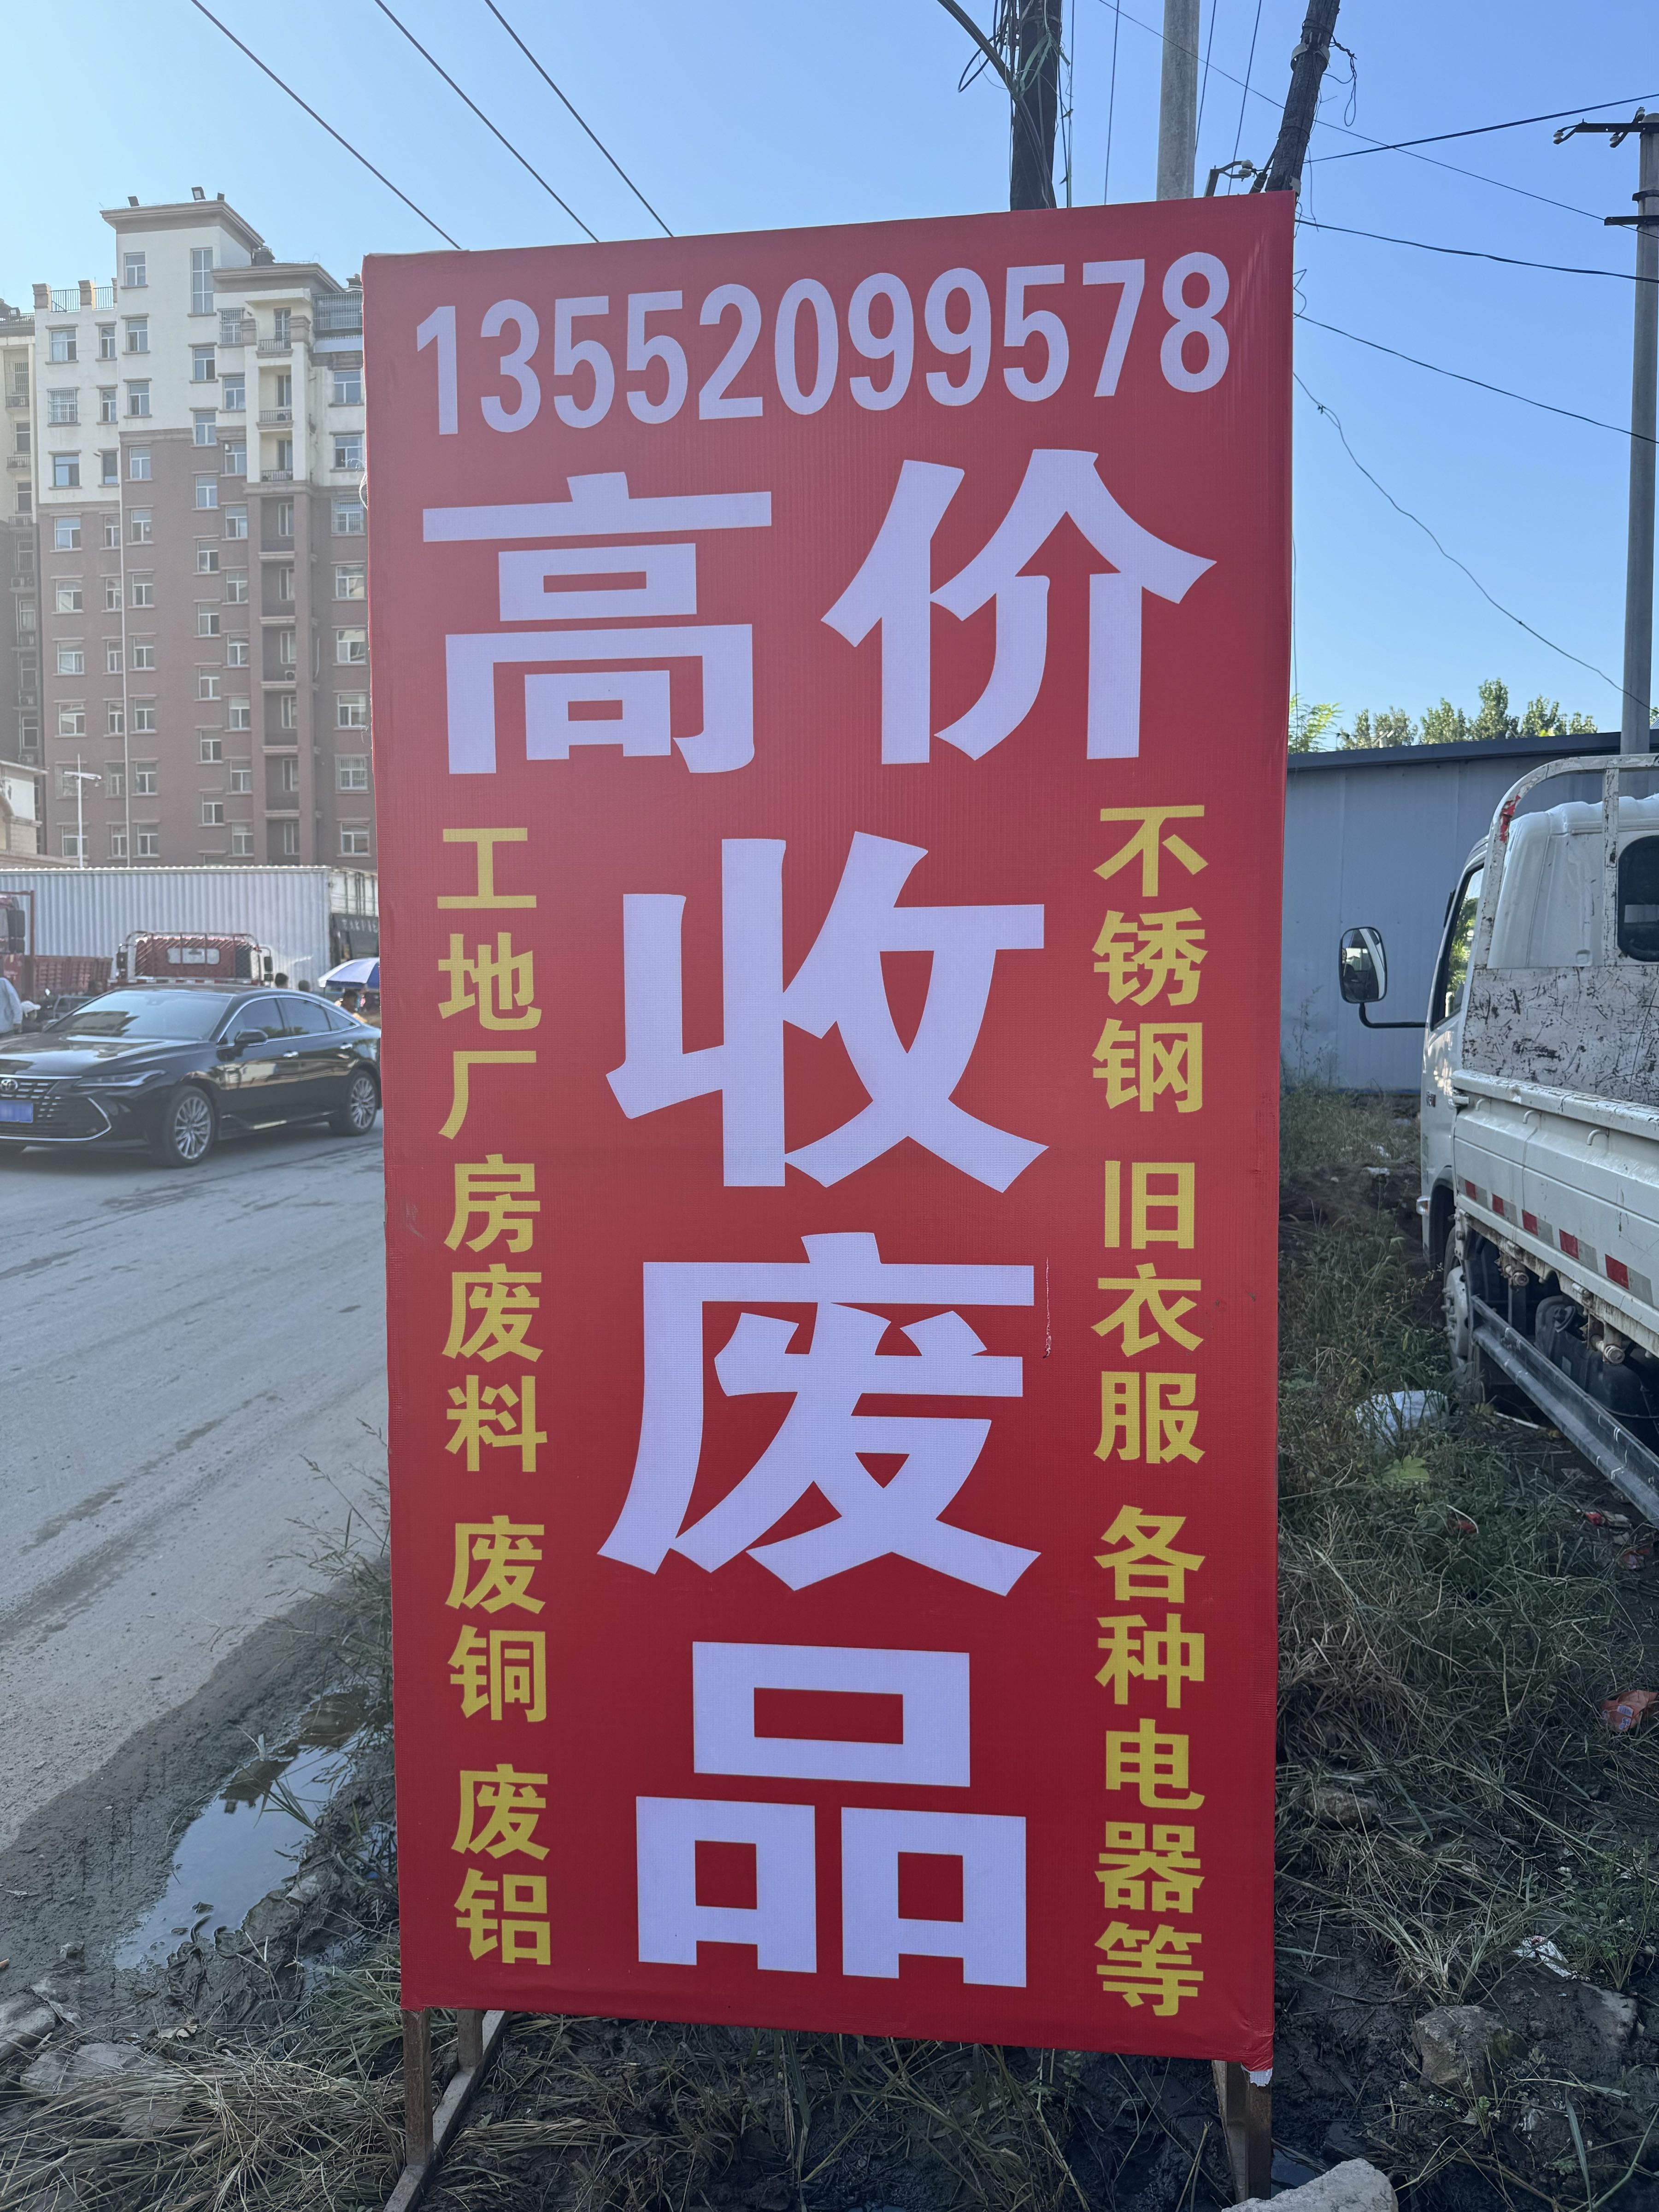 13552099578
高价
收废品
工地厂房废料 废铜 废铝
不锈钢 旧衣服 各种电器等